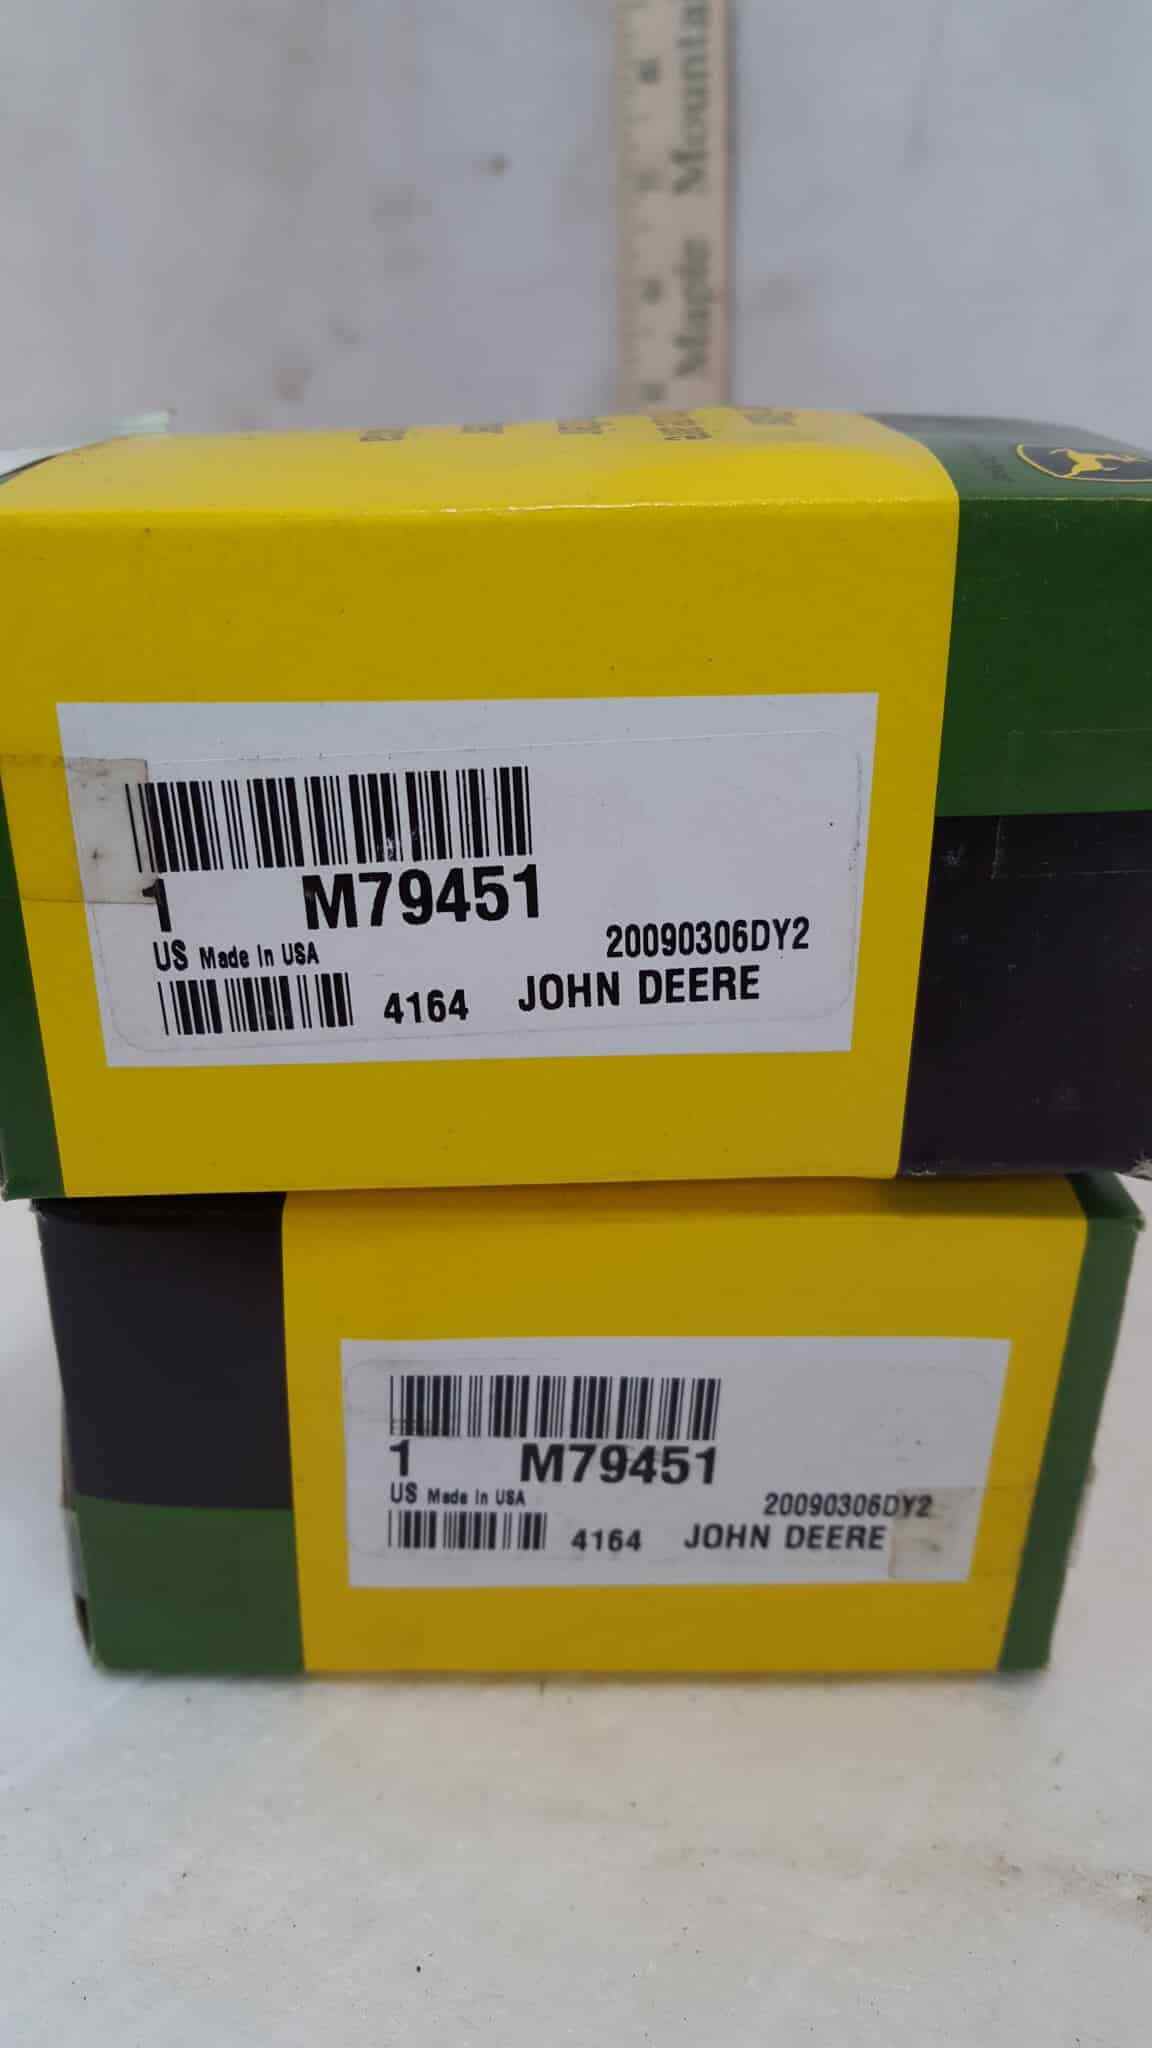 Maple Mountai
1 M79451
US Made In USA
20090306DY2
4164 JOHN DEERE
1 M79451
US Made In USA
20090306DY2
4164 JOHN DEERE